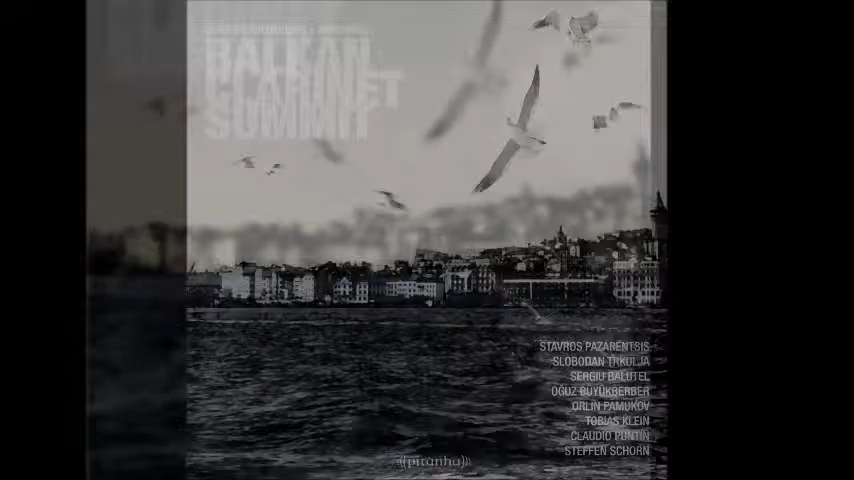 BALKAN
CLARINET
SUMMIT
STAVROS PAZARENTSIS
SLOBODAN TRKULJA
SERGIU BALUTEL
OĞUZ BÜYÜKBERBER
ORLIN PAMUKOV
TOBIAS KLEIN
CLAUDIO PUNTIN
STEFFEN SCHORN
((piranha))